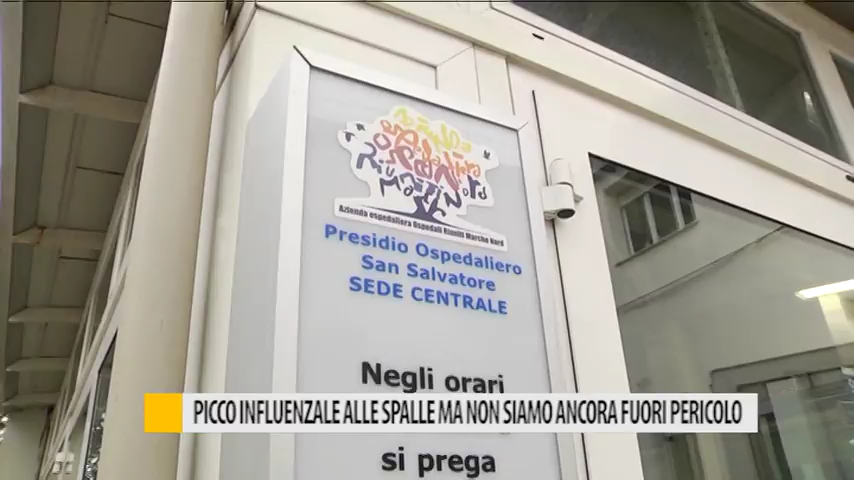 Azienda ospedaliera Ospedali Riuniti Marche Nord
Presidio Ospedaliero
San Salvatore
SEDE CENTRALE
Negli orari
PICCO INFLUENZALE ALLE SPALLE MA NON SIAMO ANCORA FUORI PERICOLO
si prega